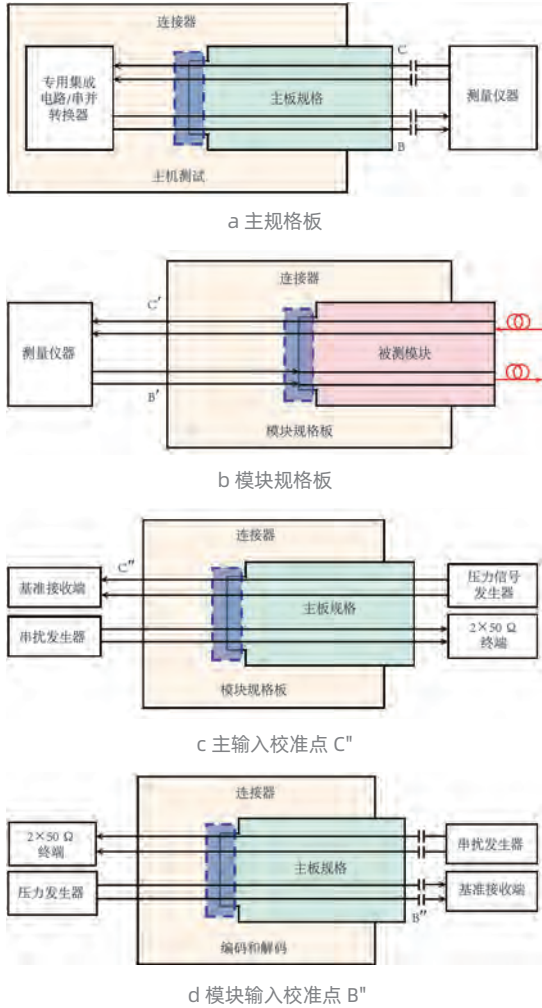 连接器
C
专用集成
电路/串并
转换器
主板规格
测量仪器
B
主机测试
a 主规格板
连接器
C′
测量仪器
被测模块
B′
模块规格板
b 模块规格板
连接器
C″
基准接收端
压力信号
发生器
主板规格
串扰发生器
2×50 Ω
终端
模块规格板
c 主输入校准点 C"
连接器
2×50 Ω
终端
串扰发生器
主板规格
压力发生器
基准接收端
B″
编码和解码
d 模块输入校准点 B"